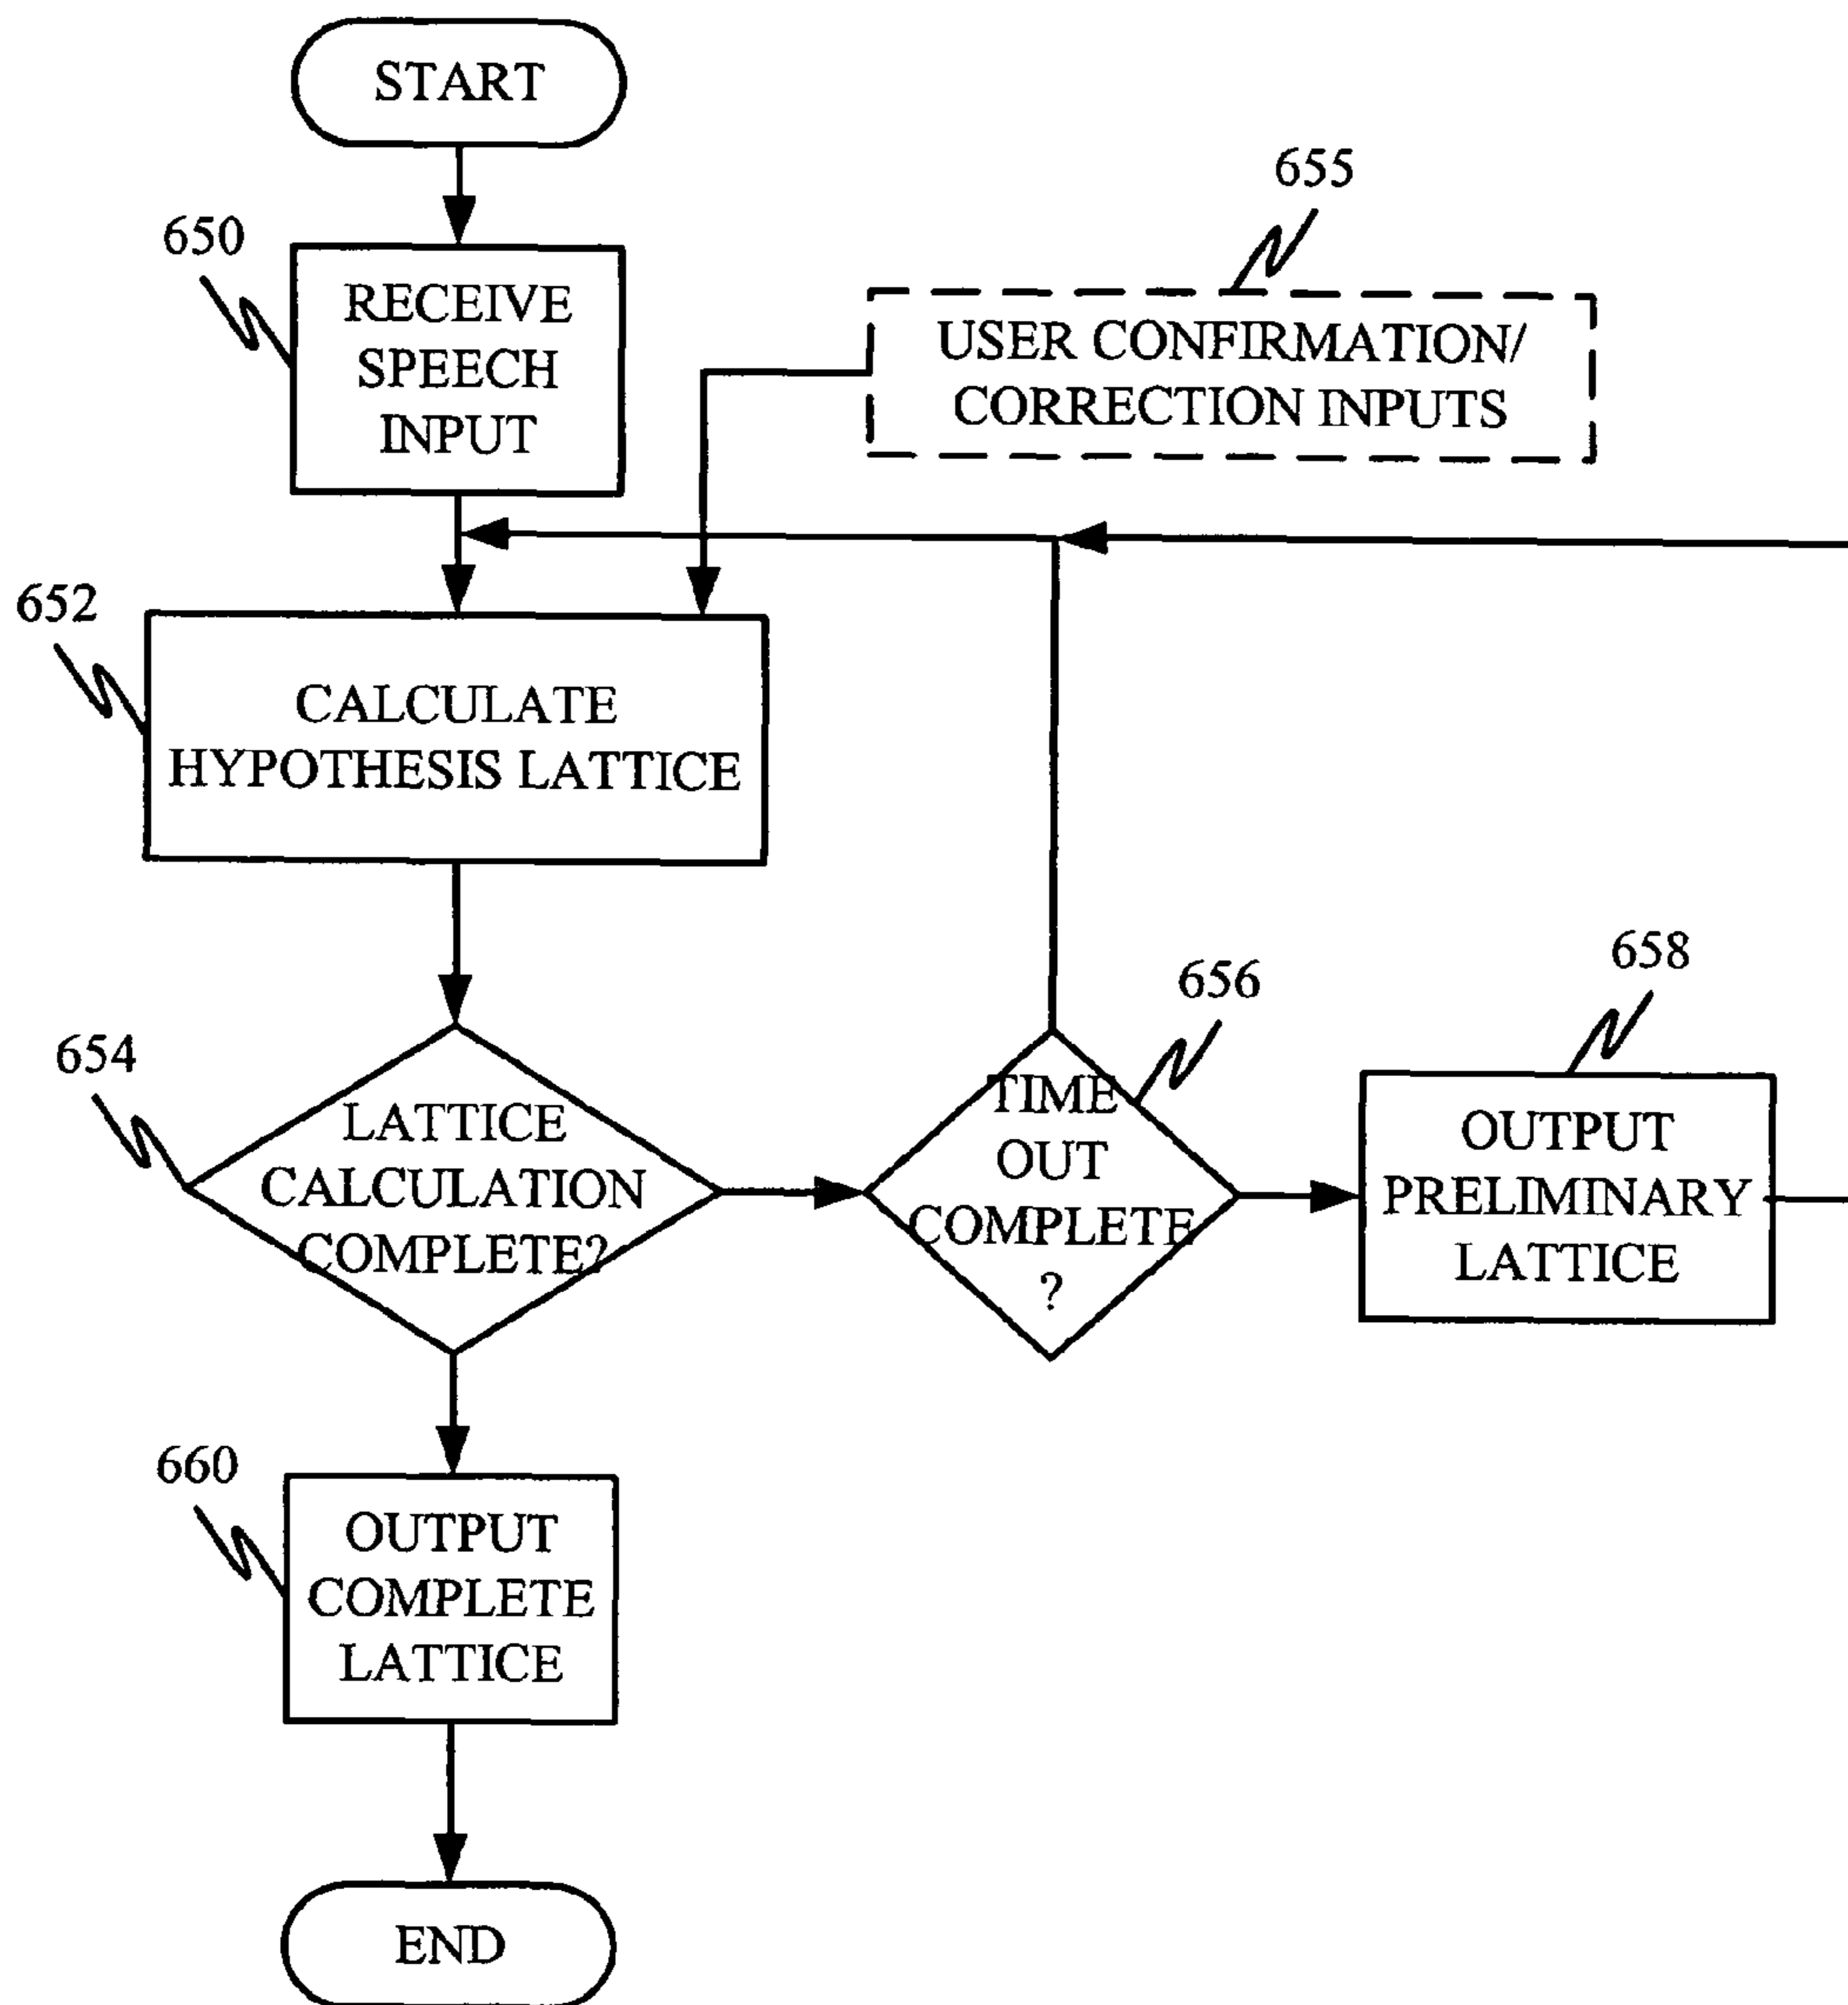 START
650
RECEIVE
SPEECH
INPUT
655
USER CONFIRMATION/
CORRECTION INPUTS
652
CALCULATE
HYPOTHESIS LATTICE
654
LATTICE
CALCULATION
COMPLETE?
656
TIME
OUT
COMPLETE
?
658
OUTPUT
PRELIMINARY
LATTICE
660
OUTPUT
COMPLETE
LATTICE
END